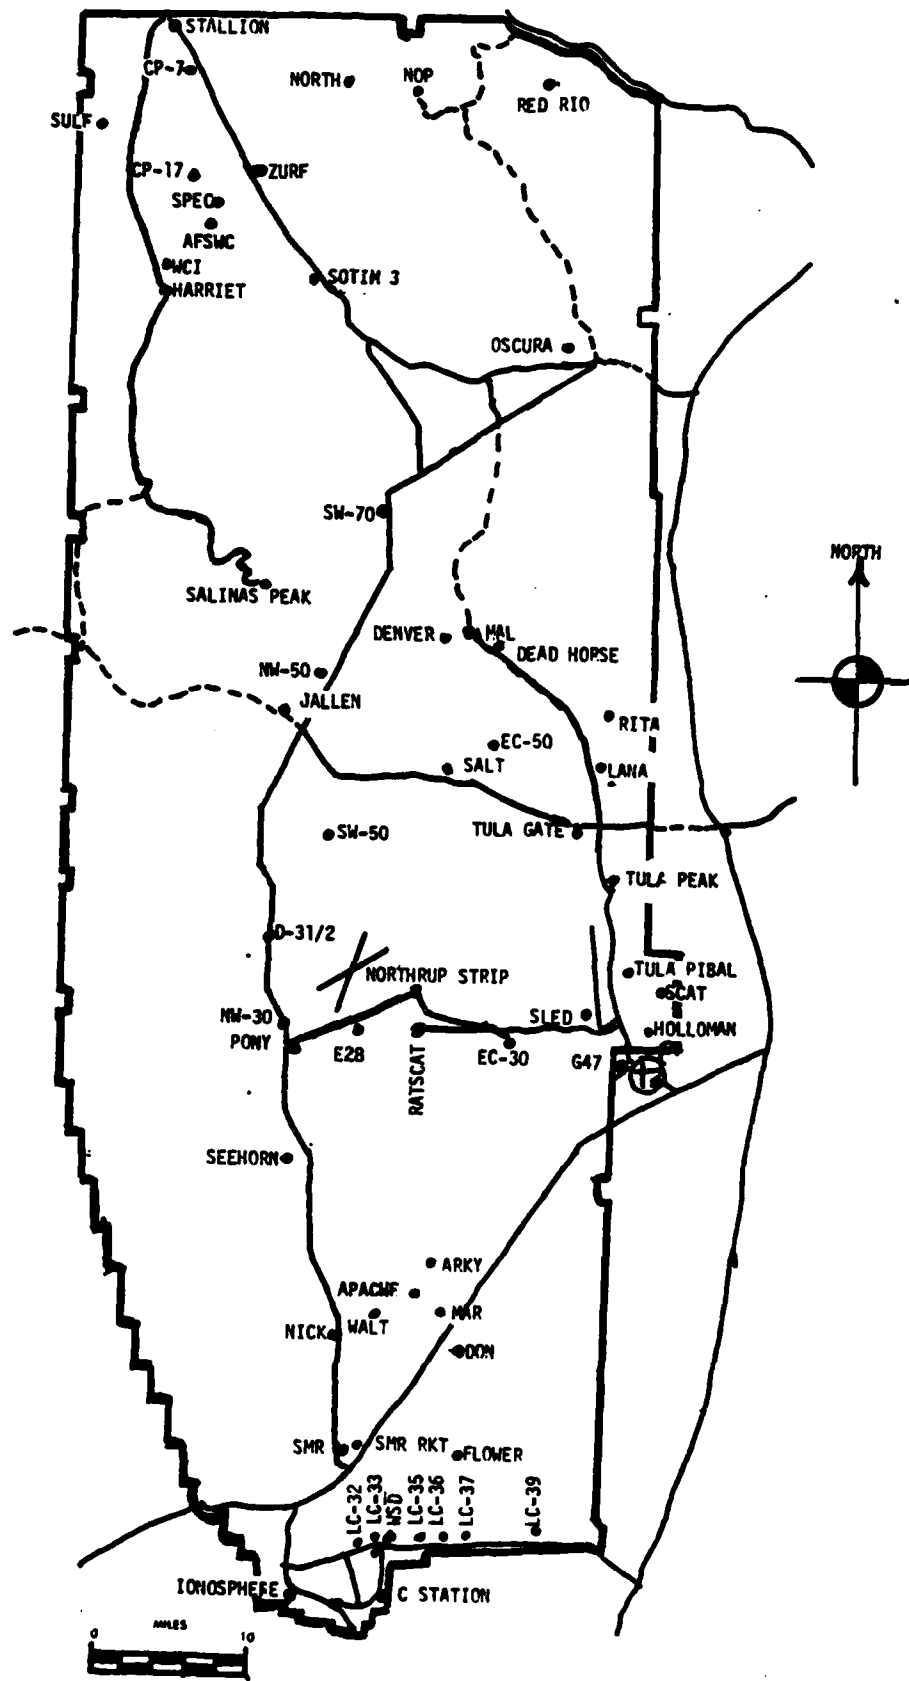 STALLION
CP-7
NORTH
NOP
RED RIO
SULF
CP-17
ZURF
SPEC
AFSWC
WCI
HARRIET
SOTIM 3
OSCURA
SW-70
NORTH
SALINAS PEAK
DENVER
MAL
DEAD HORSE
NW-50
JALLEN
RITA
EC-50
SALT
LANA
SW-50
TULA GATE
TULA PEAK
D-31/2
NORTHRUP STRIP
TULA PIBAL
SCAT
NW-30
SLED
HOLLOMAN
PONY
E28
RATSCAT
EC-30
G47
SEEHORN
ARKY
APACHE
MAR
NICK
WALT
DON
SMR
SMR RKT
FLOWER
LC-32
LC-33
WSD
LC-35
LC-36
LC-37
LC-39
IONOSPHERE
C STATION
MILES
0 10